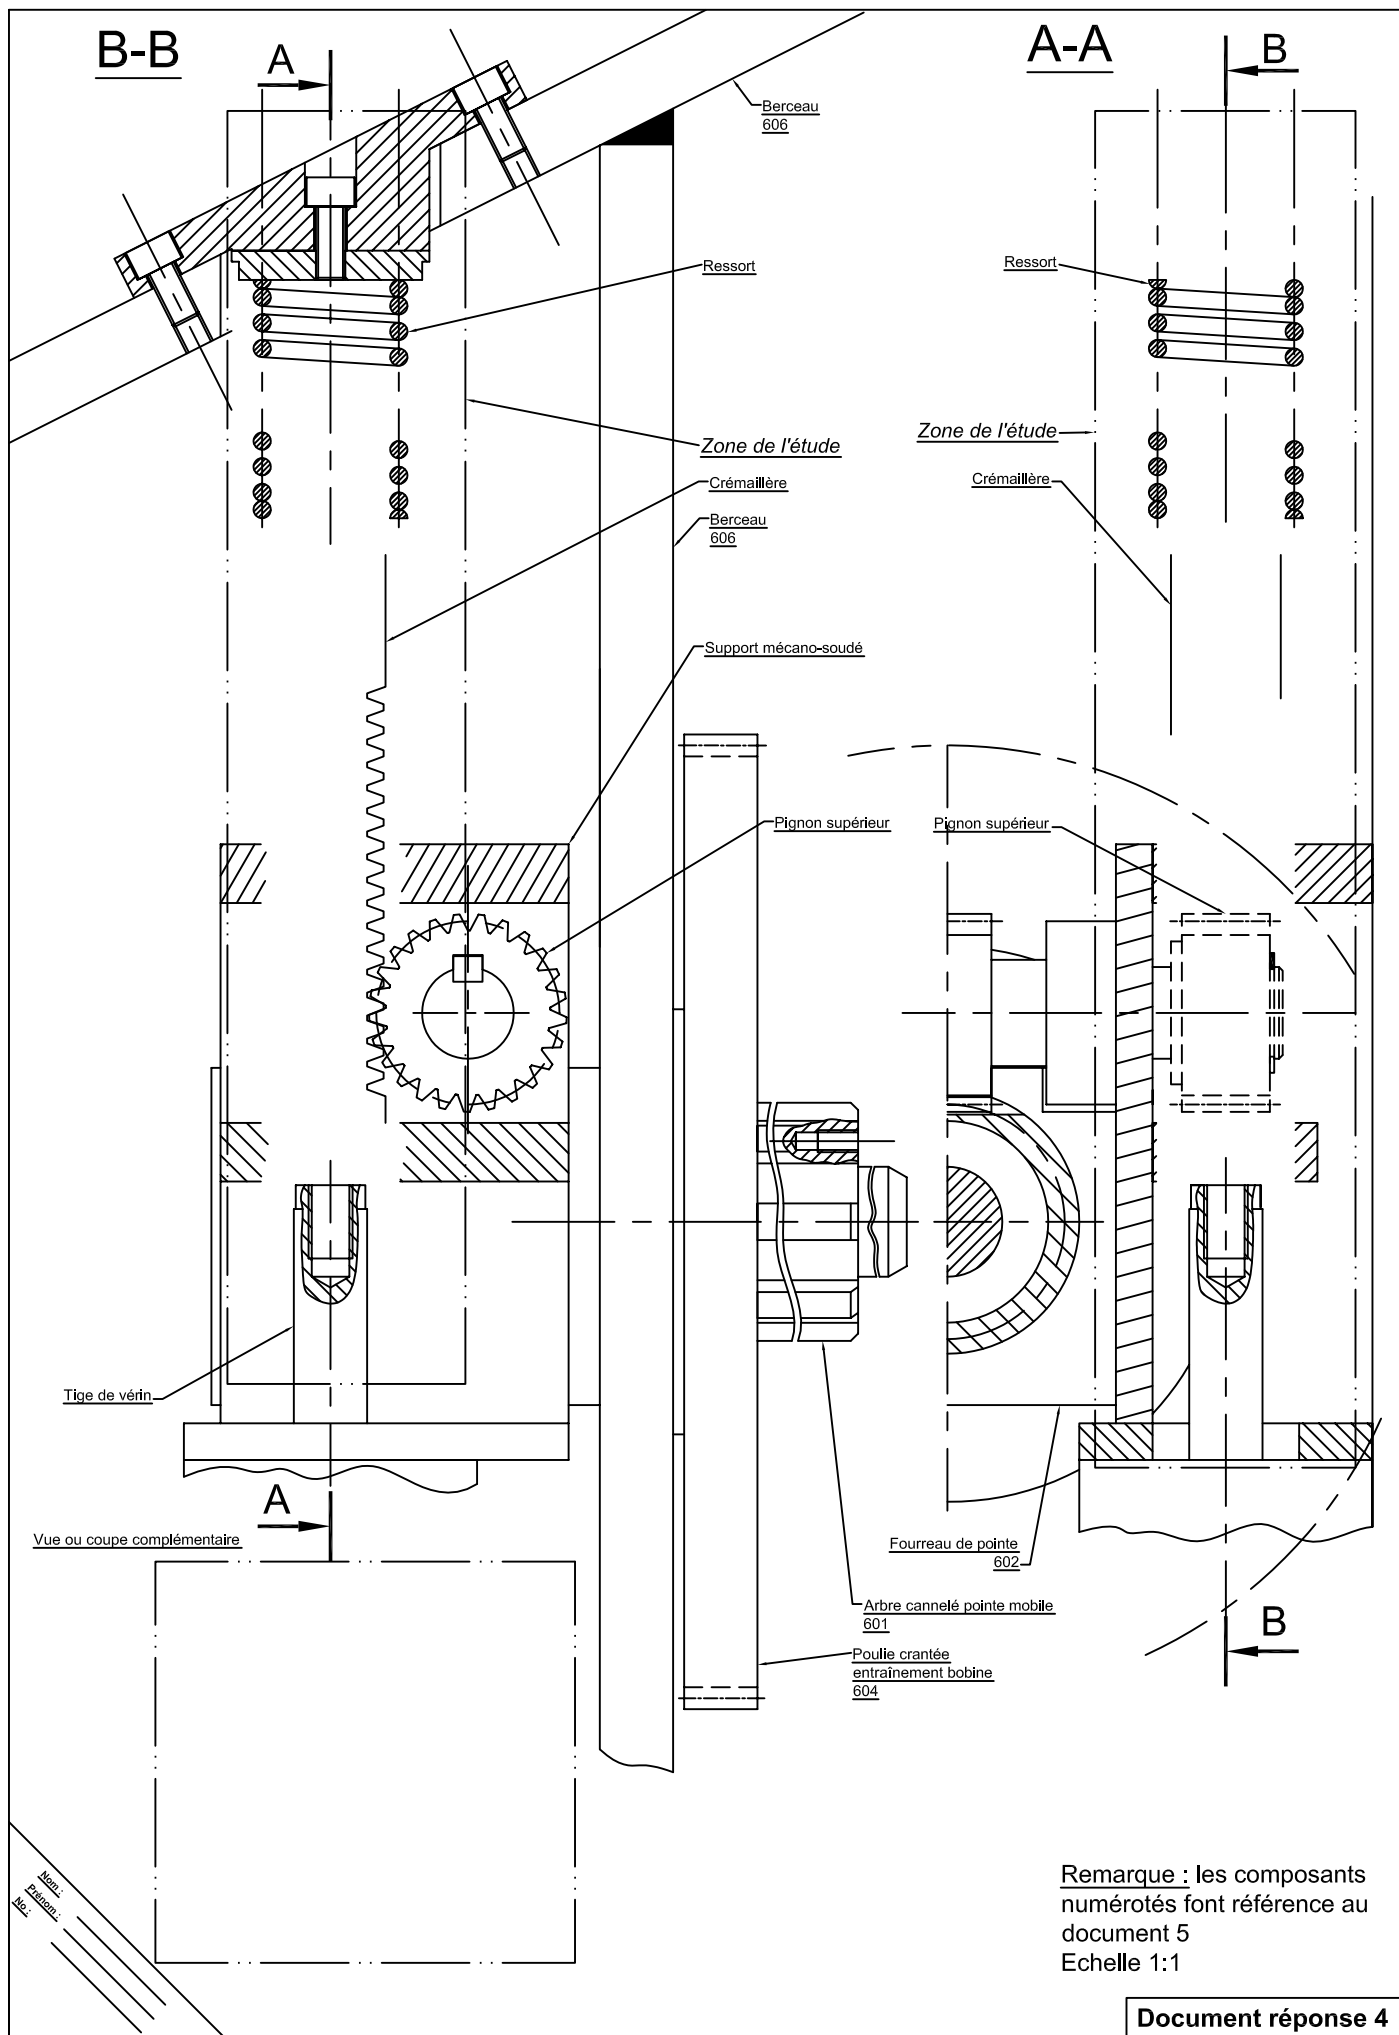 B-B
A
A-A
B
Berceau
606
Ressort
Ressort
Zone de l'étude
Zone de l'étude
Crémaillère
Crémaillère
Berceau
606
Support mécano-soudé
Pignon supérieur
Pignon supérieur
Tige de vérin
A
Vue ou coupe complémentaire
Fourreau de pointe
602
Arbre cannelé pointe mobile
601
B
Poulie crantée
entraînement bobine
604
Nom :
Prénom :
No :
Remarque : les composants
numérotés font référence au
document 5
Echelle 1:1
Document réponse 4